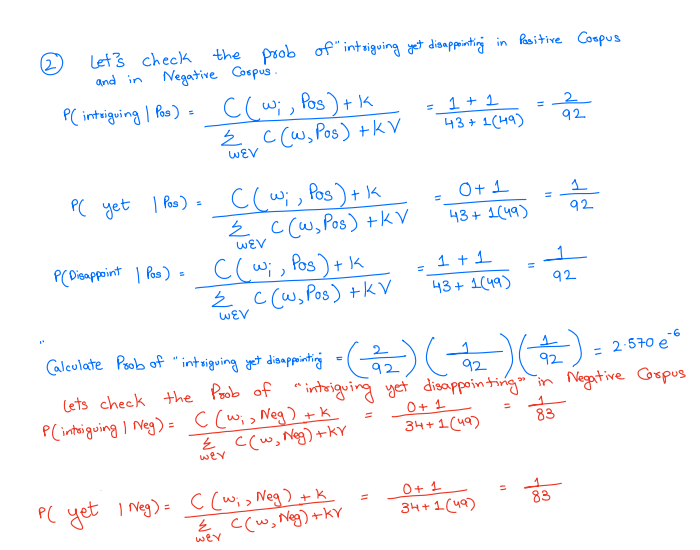 ② Let's check the prob of "intriguing yet disappointing in Positive Corpus
and in Negative Corpus.
P(intriguing | Pos) = C(wᵢ, Pos) + k / Σ_{w∈V} C(w, Pos) + kV = 1 + 1 / 43 + 1(49) = 2 / 92
P( yet | Pos) = C(wᵢ, Pos) + k / Σ_{w∈V} C(w, Pos) + kV = 0 + 1 / 43 + 1(49) = 1 / 92
P(Disappoint | Pos) = C(wᵢ, Pos) + k / Σ_{w∈V} C(w, Pos) + kV = 1 + 1 / 43 + 1(49) = 1 / 92
"
Calculate Prob of "intriguing yet disappointing = (2 / 92) (1 / 92) (1 / 92) = 2.570 e⁻⁶
Lets check the Prob of "intriguing yet disappointing" in Negative Corpus
P(intriguing | Neg) = C(wᵢ, Neg) + k / Σ_{w∈V} C(w, Neg) + kV = 0 + 1 / 34 + 1(49) = 1 / 83
P( yet | Neg) = C(wᵢ, Neg) + k / Σ_{w∈V} C(w, Neg) + kV = 0 + 1 / 34 + 1(49) = 1 / 83